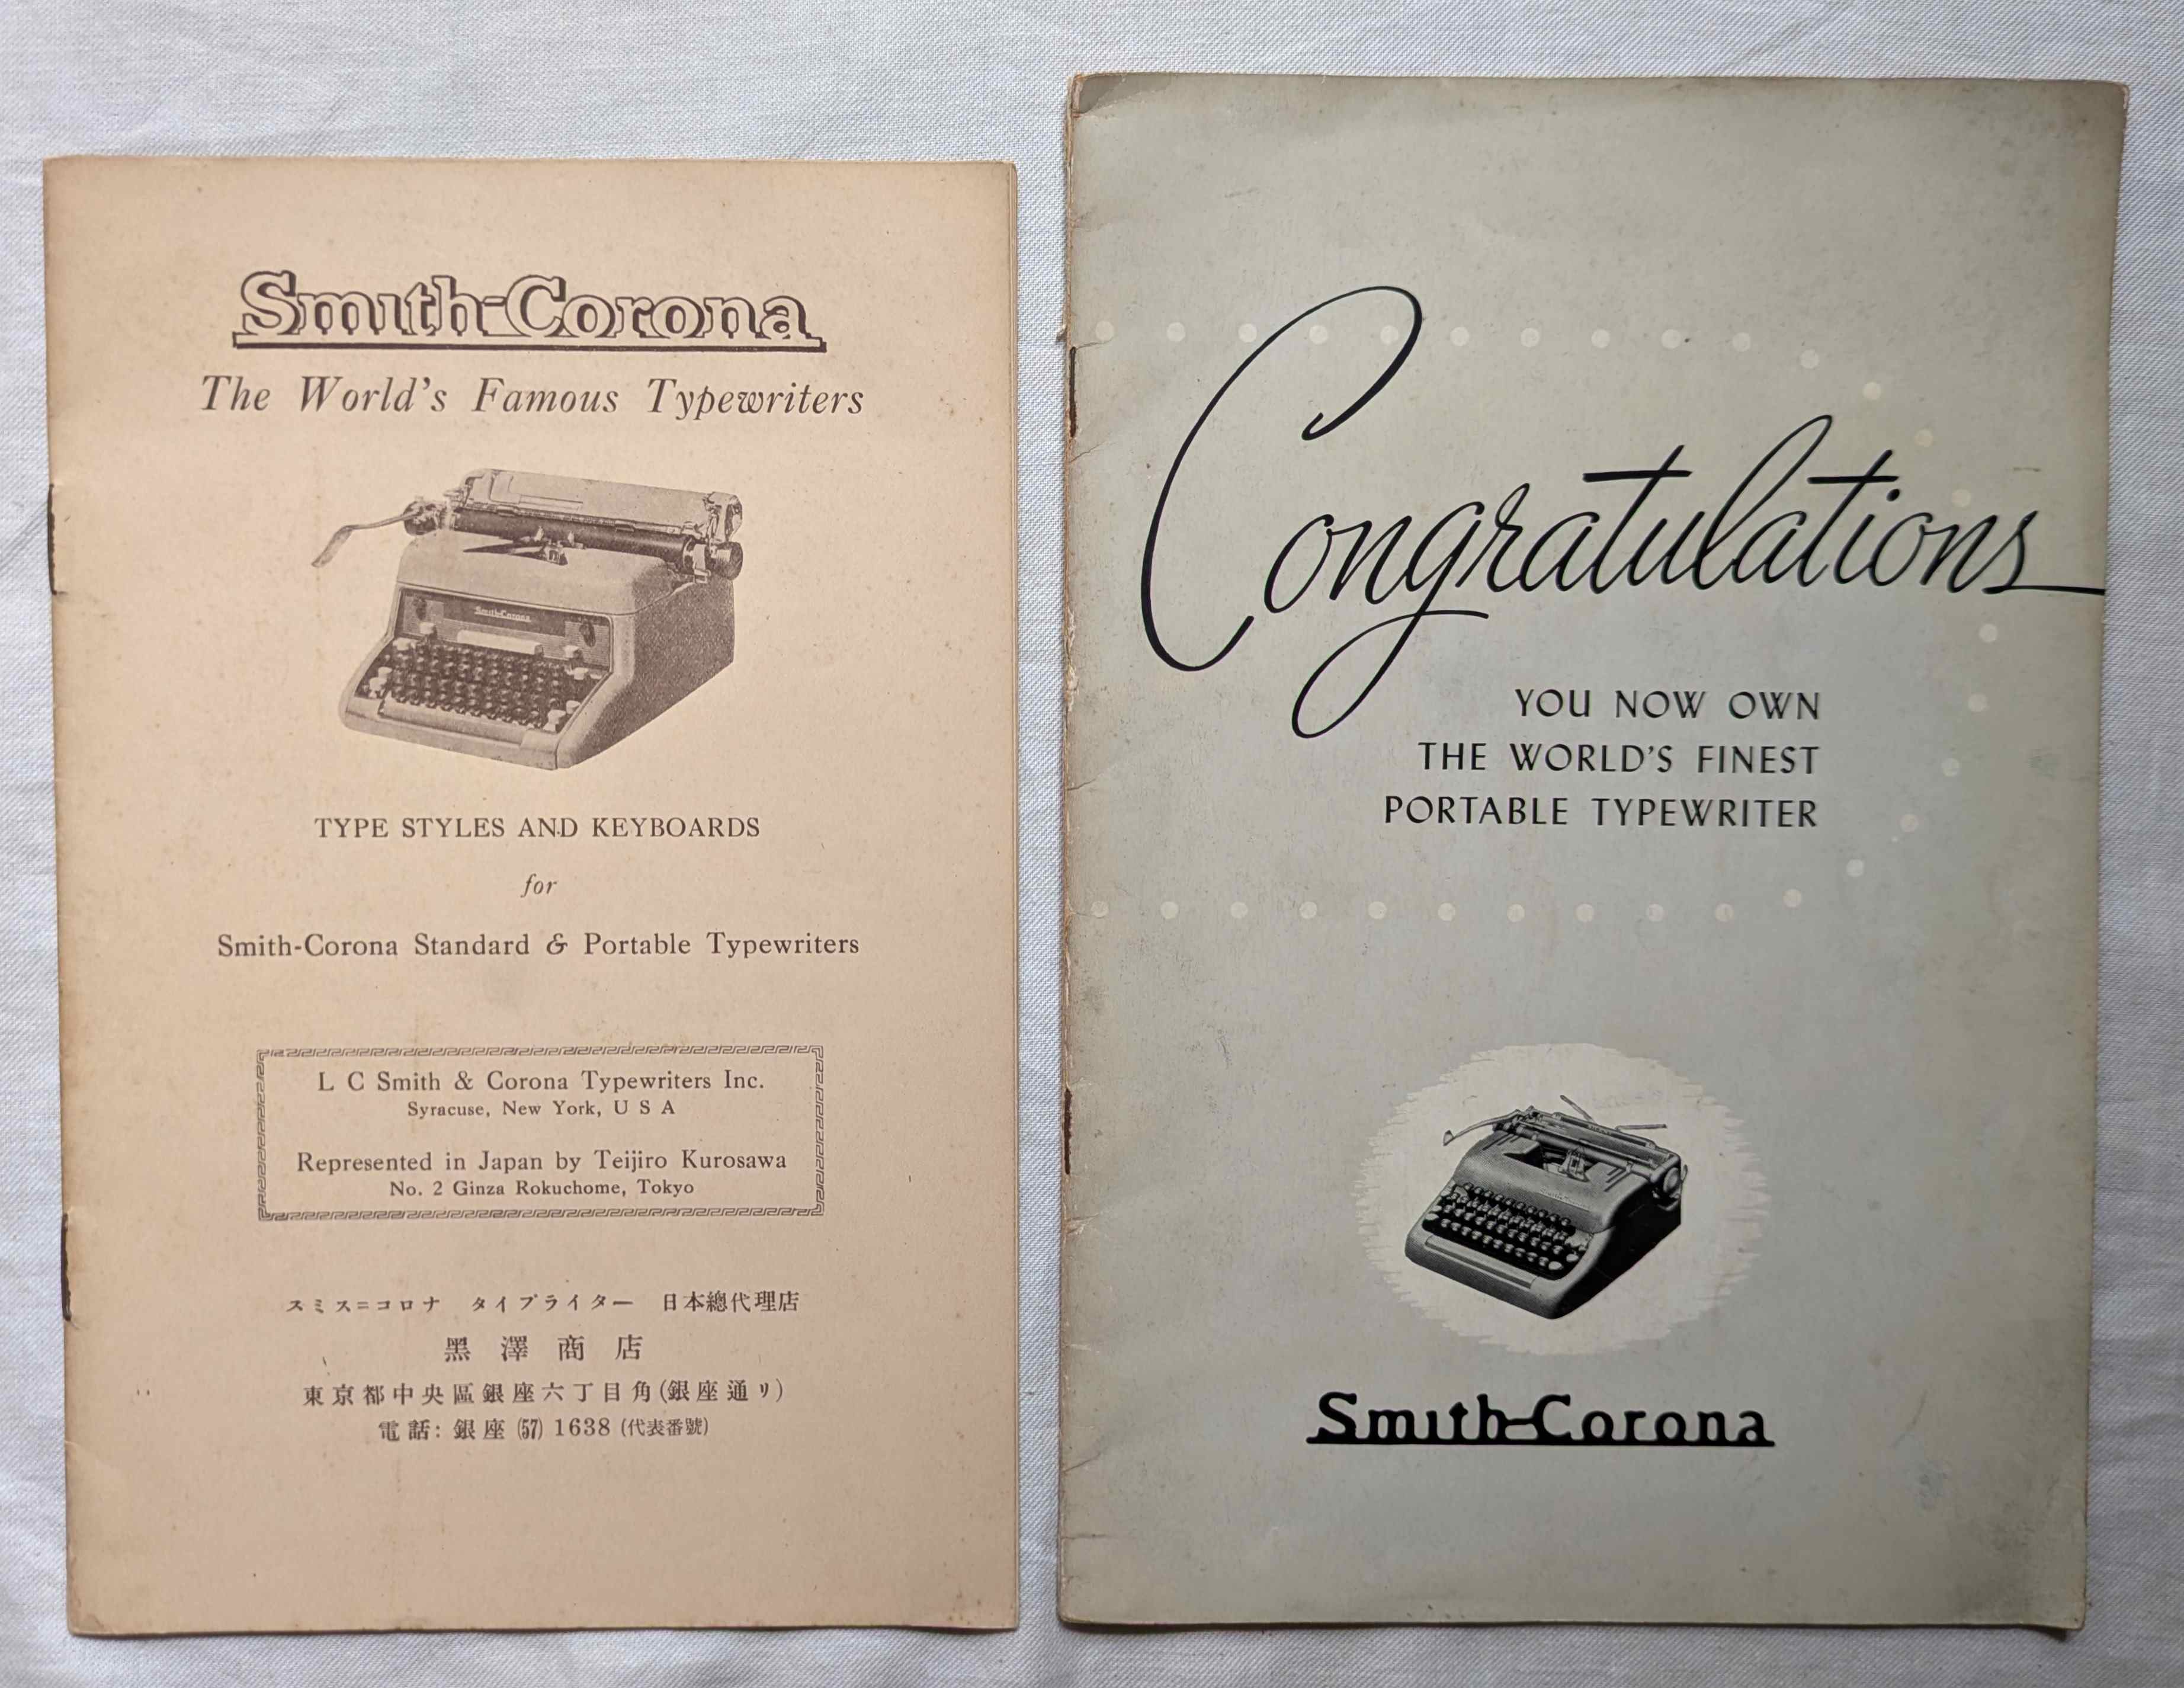 Smith-Corona
The World's Famous Typewriters
Smith-Corona
TYPE STYLES AND KEYBOARDS
for
Smith-Corona Standard & Portable Typewriters
L C Smith & Corona Typewriters Inc.
Syracuse, New York, U S A
Represented in Japan by Teijiro Kurosawa
No. 2 Ginza Rokuchome, Tokyo
スミス=コロナ タイプライター 日本總代理店
黑澤商店
東京都中央區銀座六丁目角(銀座通リ)
電話: 銀座 (57) 1638 (代表番號)
Congratulations
YOU NOW OWN
THE WORLD'S FINEST
PORTABLE TYPEWRITER
Smith-Corona